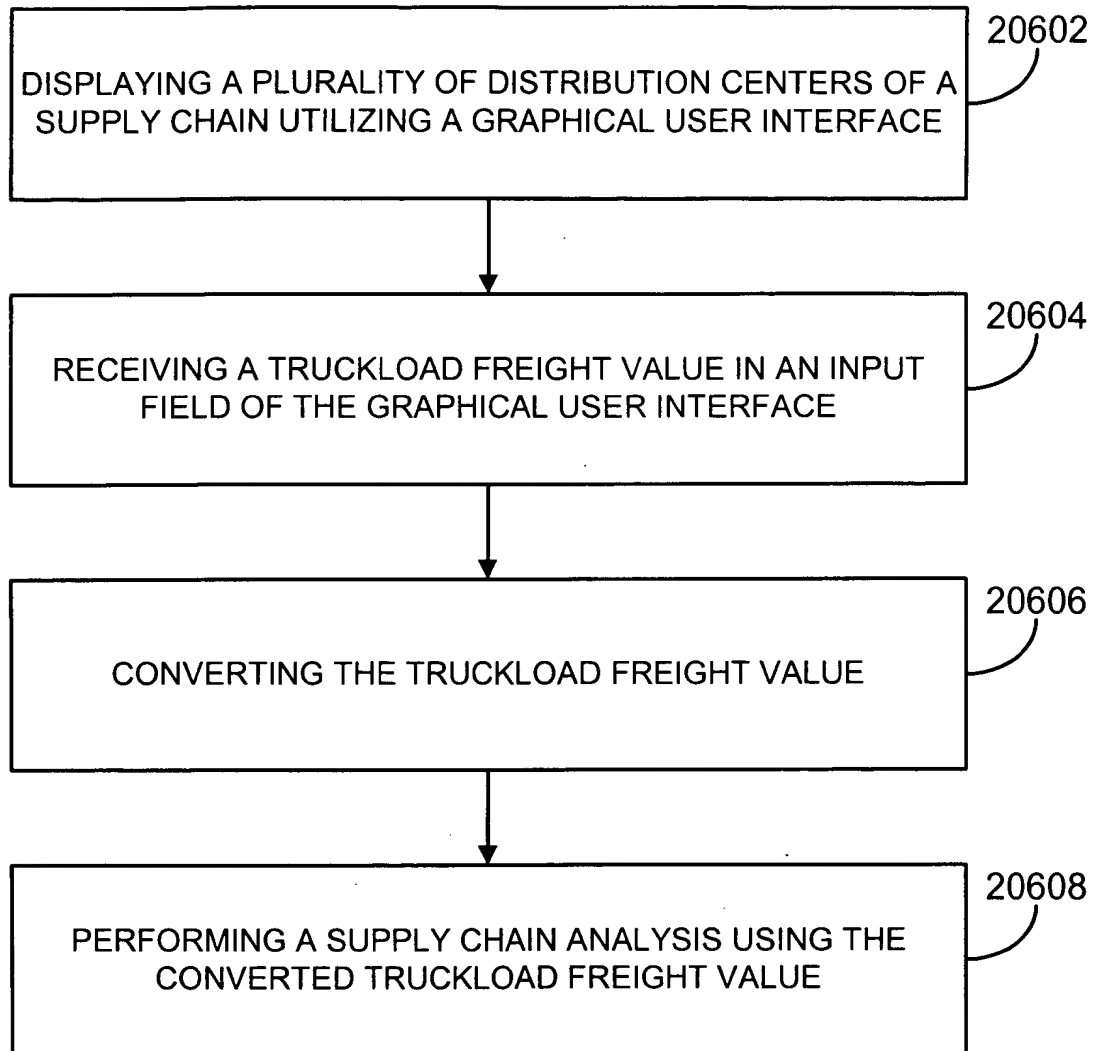 20602
DISPLAYING A PLURALITY OF DISTRIBUTION CENTERS OF A
SUPPLY CHAIN UTILIZING A GRAPHICAL USER INTERFACE
20604
RECEIVING A TRUCKLOAD FREIGHT VALUE IN AN INPUT
FIELD OF THE GRAPHICAL USER INTERFACE
20606
CONVERTING THE TRUCKLOAD FREIGHT VALUE
20608
PERFORMING A SUPPLY CHAIN ANALYSIS USING THE
CONVERTED TRUCKLOAD FREIGHT VALUE